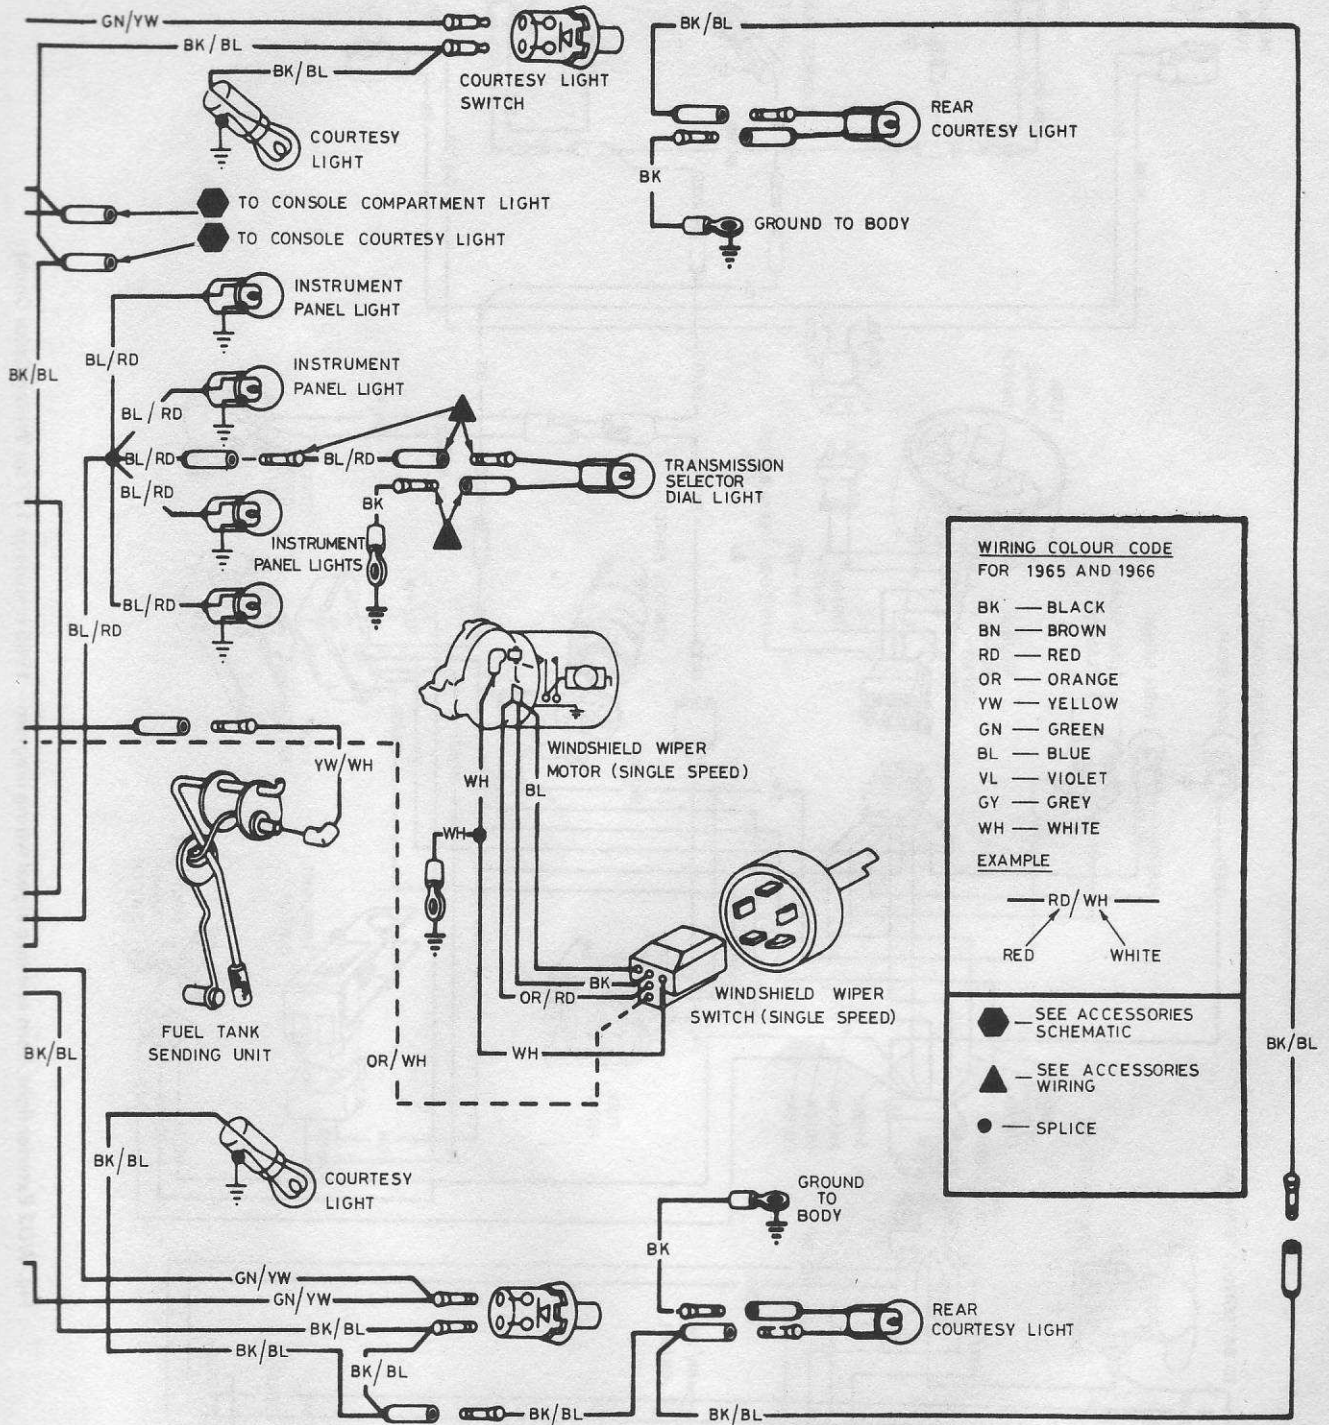 GN/YW
BK/BL
BK/BL
BK/BL
COURTESY LIGHT
SWITCH
REAR
COURTESY LIGHT
COURTESY
LIGHT
BK
TO CONSOLE COMPARTMENT LIGHT
GROUND TO BODY
TO CONSOLE COURTESY LIGHT
INSTRUMENT
PANEL LIGHT
BL/RD
BK/BL
INSTRUMENT
PANEL LIGHT
BL/RD
BL/RD
BL/RD
TRANSMISSION
SELECTOR
DIAL LIGHT
BL/RD
BK
INSTRUMENT
PANEL LIGHTS
BL/RD
BL/RD
WIRING COLOUR CODE
FOR 1965 AND 1966
BK — BLACK
BN — BROWN
RD — RED
OR — ORANGE
YW — YELLOW
GN — GREEN
BL — BLUE
VL — VIOLET
GY — GREY
WH — WHITE
EXAMPLE
RD/WH
RED
WHITE
SEE ACCESSORIES
SCHEMATIC
SEE ACCESSORIES
WIRING
SPLICE
WINDSHIELD WIPER
MOTOR (SINGLE SPEED)
YW/WH
WH
BL
WH
BK
OR/RD
WINDSHIELD WIPER
SWITCH (SINGLE SPEED)
FUEL TANK
SENDING UNIT
BK/BL
OR/WH
WH
BK/BL
BK/BL
COURTESY
LIGHT
GROUND
TO
BODY
BK
GN/YW
GN/YW
BK/BL
BK/BL
REAR
COURTESY LIGHT
BK/BL
BK/BL
BK/BL